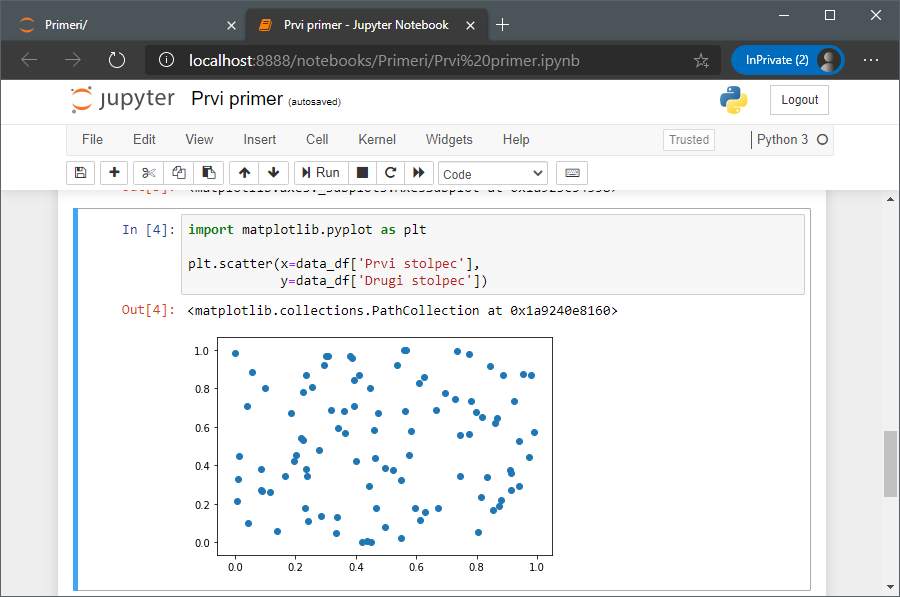 Primeri/
Prvi primer - Jupyter Notebook
localhost:8888/notebooks/Primeri/Prvi%20primer.ipynb
InPrivate (2)
jupyter Prvi primer (autosaved)
Logout
File Edit View Insert Cell Kernel Widgets Help
Trusted
Python 3
Run
Code
In [4]: import matplotlib.pyplot as plt
plt.scatter(x=data_df['Prvi stolpec'],
y=data_df['Drugi stolpec'])
Out[4]: <matplotlib.collections.PathCollection at 0x1a9240e8160>
1.0
0.8
0.6
0.4
0.2
0.0
0.0 0.2 0.4 0.6 0.8 1.0